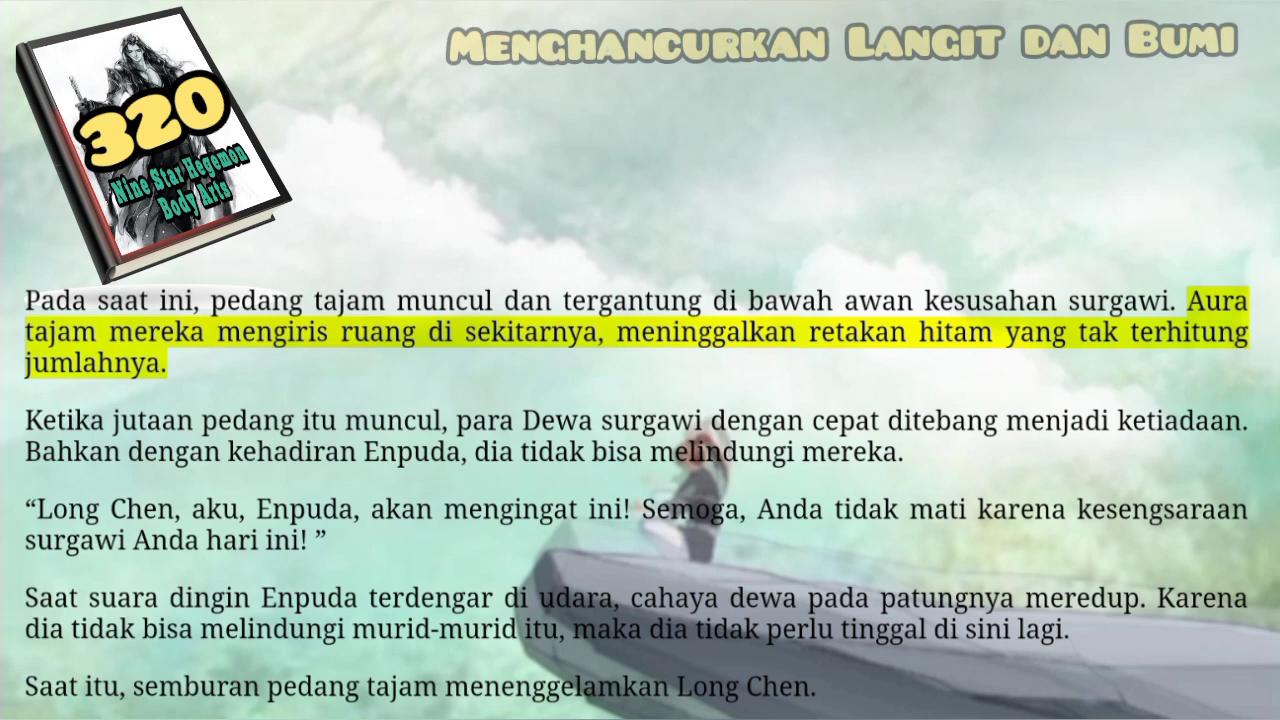 Menghancurkan Langit dan Bumi
320
Nine Star Hegemon
Body Arts
Pada saat ini, pedang tajam muncul dan tergantung di bawah awan kesusahan surgawi. Aura
tajam mereka mengiris ruang di sekitarnya, meninggalkan retakan hitam yang tak terhitung
jumlahnya.
Ketika jutaan pedang itu muncul, para Dewa surgawi dengan cepat ditebang menjadi ketiadaan.
Bahkan dengan kehadiran Enpuda, dia tidak bisa melindungi mereka.
“Long Chen, aku, Enpuda, akan mengingat ini! Semoga, Anda tidak mati karena kesengsaraan
surgawi Anda hari ini! ”
Saat suara dingin Enpuda terdengar di udara, cahaya dewa pada patungnya meredup. Karena
dia tidak bisa melindungi murid-murid itu, maka dia tidak perlu tinggal di sini lagi.
Saat itu, semburan pedang tajam menenggelamkan Long Chen.